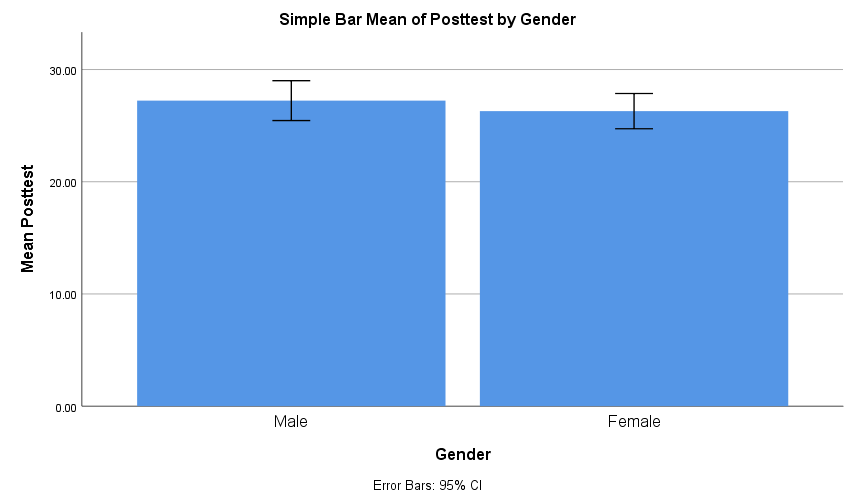 Simple Bar Mean of Posttest by Gender
Mean Posttest
30.00
20.00
10.00
0.00
Male Female
Gender
Error Bars: 95% CI